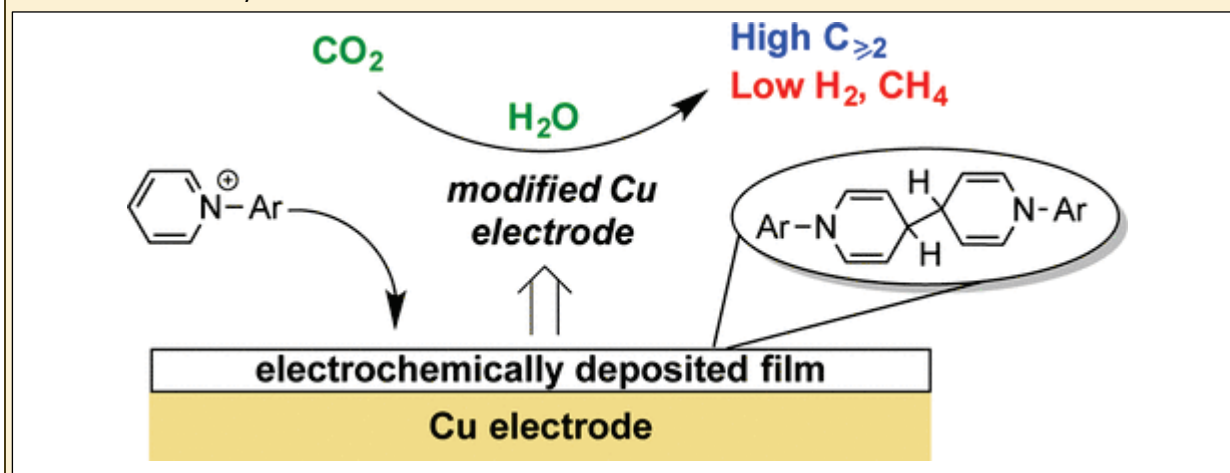 CO₂
High C≥2
Low H₂, CH₄
H₂O
modified Cu
electrode
N–Ar
⊕
Ar–N
H
H
N-Ar
electrochemically deposited film
Cu electrode